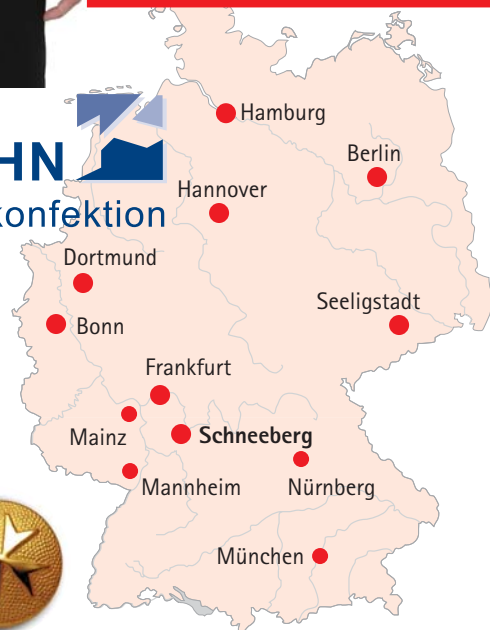 Hamburg
Berlin
HN
Hannover
konfektion
Dortmund
Seeligstadt
Bonn
Frankfurt
Mainz
Schneeberg
Mannheim
Nürnberg
München